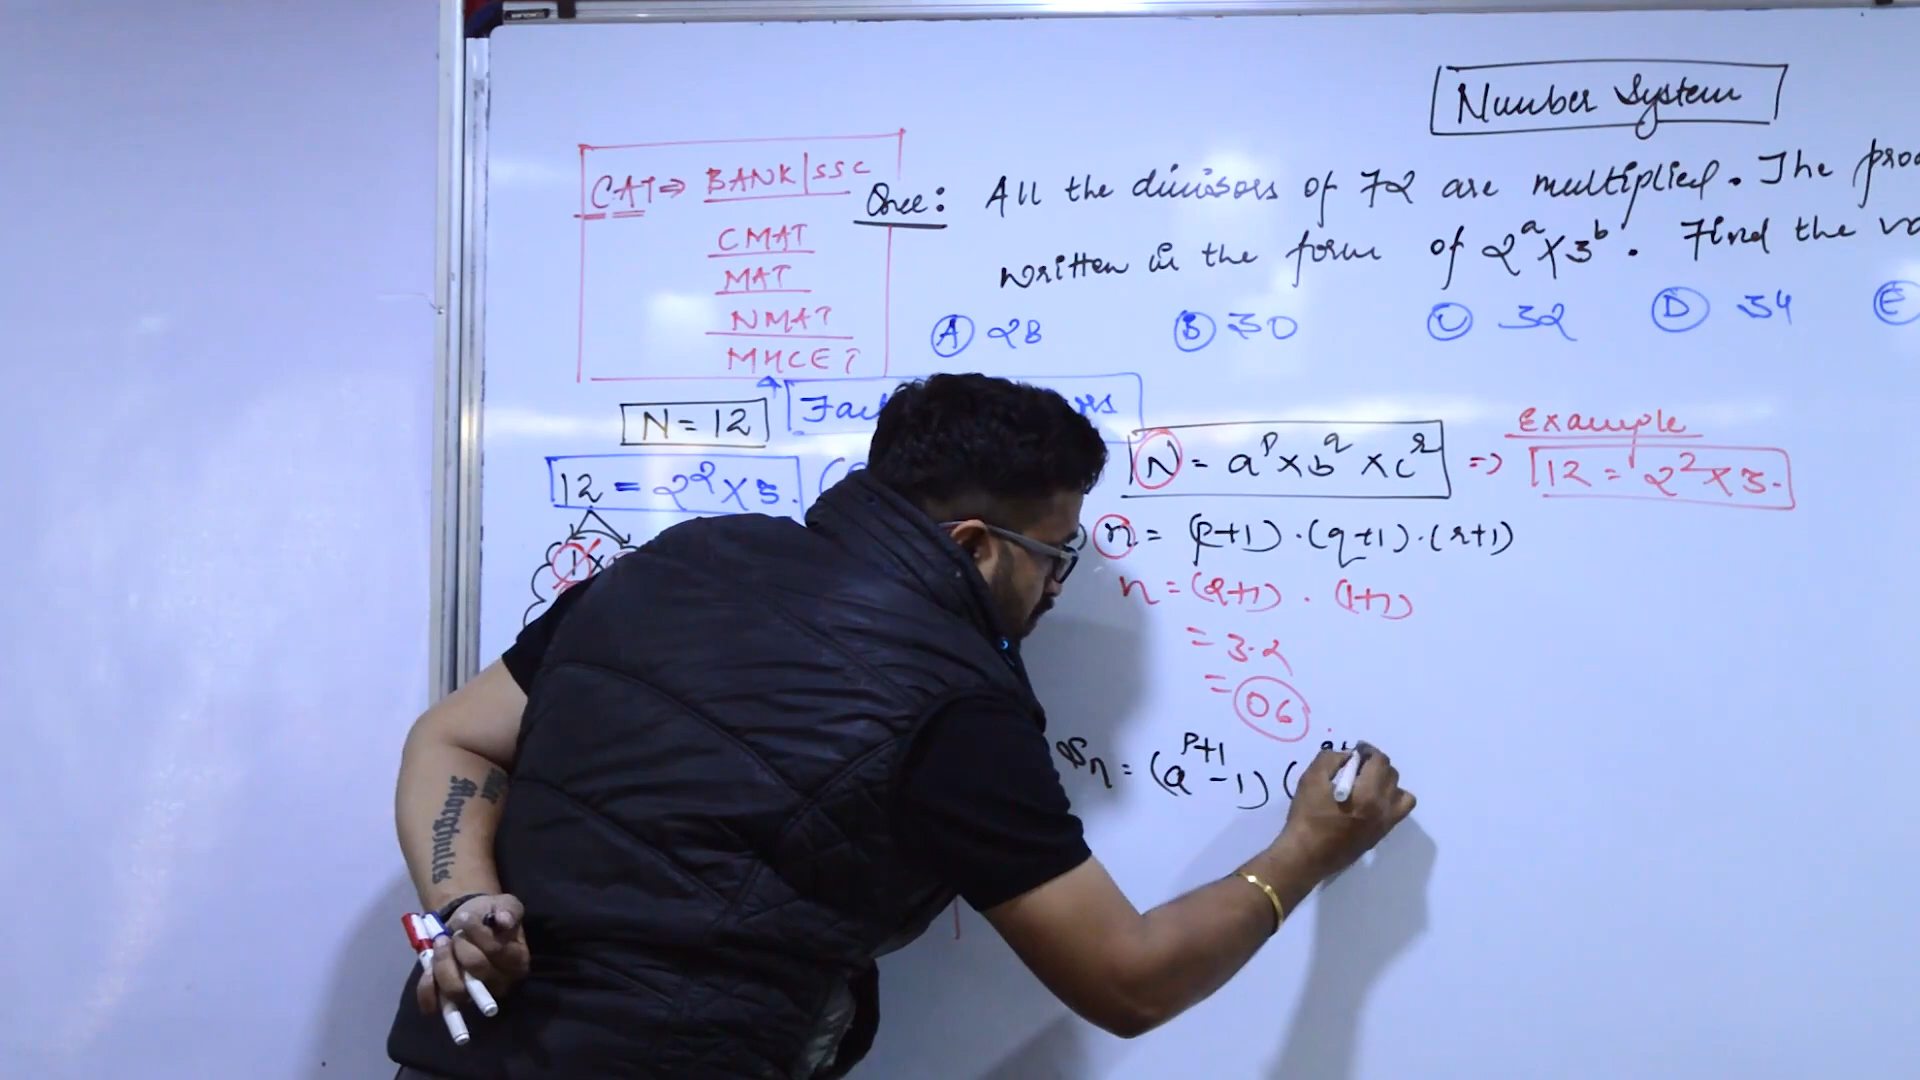 Number System
CAT ⇒ BANK | SSC
CMAT
MAT
NMAT
MHCET
Que: All the divisors of 72 are multiplied. The
written in the form of 2^a × 3^b. Find the
(A) 28 (B) 30 (C) 32 (D) 34 (E)
N = 12
12 = 2^2 × 3.
N = a^p × b^q × c^r ⇒
Example
12 = 2^2 × 3.
n = (p+1) · (q+1) · (r+1)
n = (2+1) · (1+1)
= 3·2
= 06
Sn = (a^{p+1} - 1) (
Morghulis